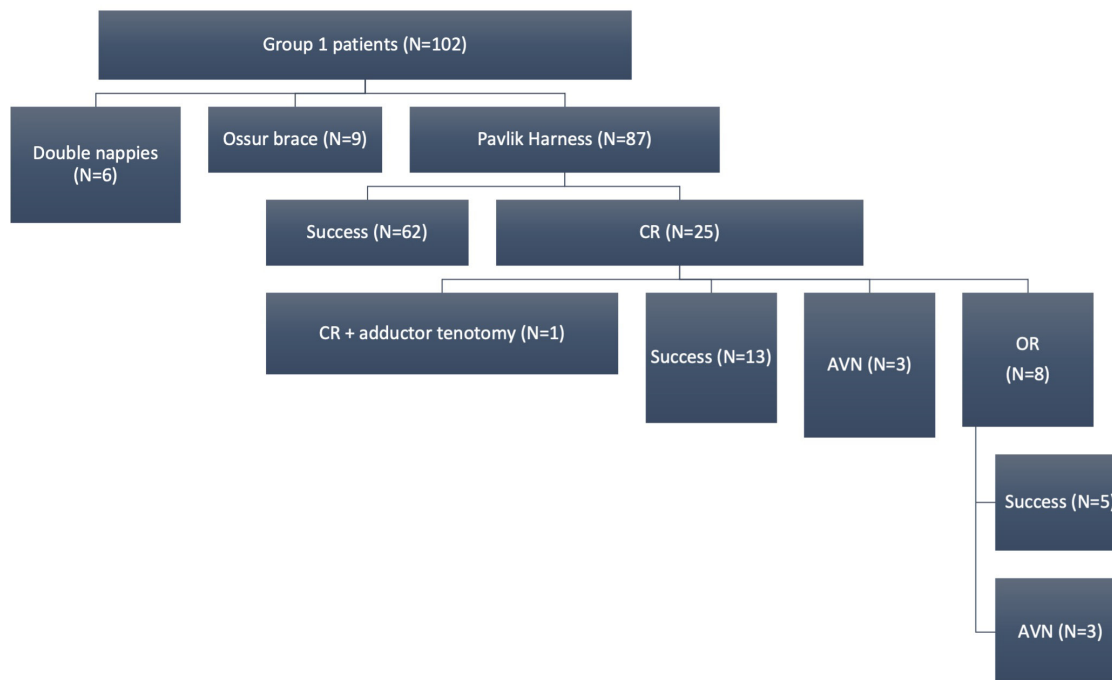 Group 1 patients (N=102)
Double nappies
(N=6)
Ossur brace (N=9)
Pavlik Harness (N=87)
Success (N=62)
CR (N=25)
CR + adductor tenotomy (N=1)
Success (N=13)
AVN (N=3)
OR
(N=8)
Success (N=5)
AVN (N=3)